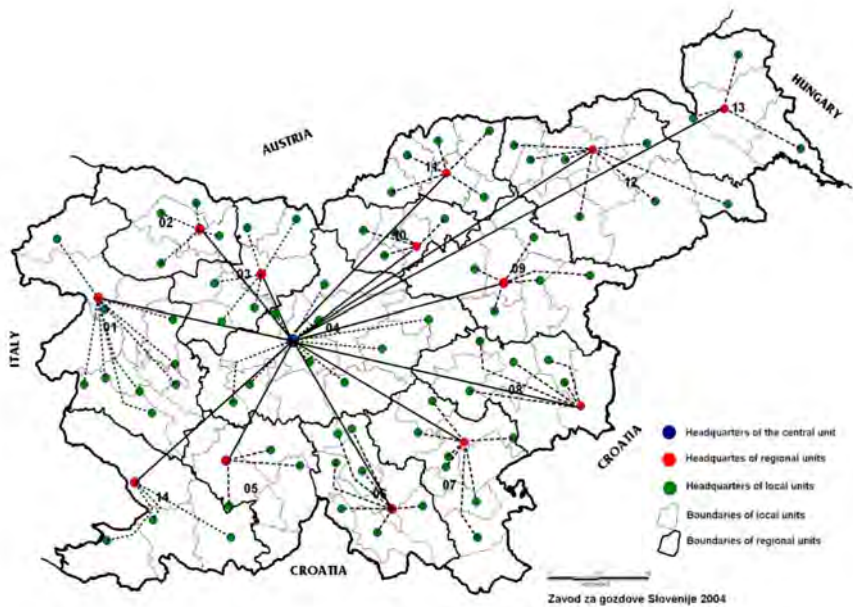 HUNGARY
AUSTRIA
13
11
12
02
10
03
09
ITALY
01
04
08
CROATIA
07
05
06
14
CROATIA
Headquarters of the central unit
Headquartes of regional units
Headquarters of local units
Boundaries of local units
Boundaries of regional units
Zavod za gozdove Slovenije 2004